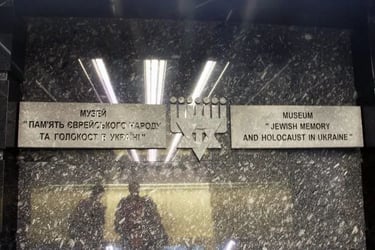 МУЗЕЙ
"ПАМ'ЯТЬ ЄВРЕЙСЬКОГО НАРОДУ
ТА ГОЛОКОСТ В УКРАЇНІ"
MUSEUM
"JEWISH MEMORY
AND HOLOCAUST IN UKRAINE"